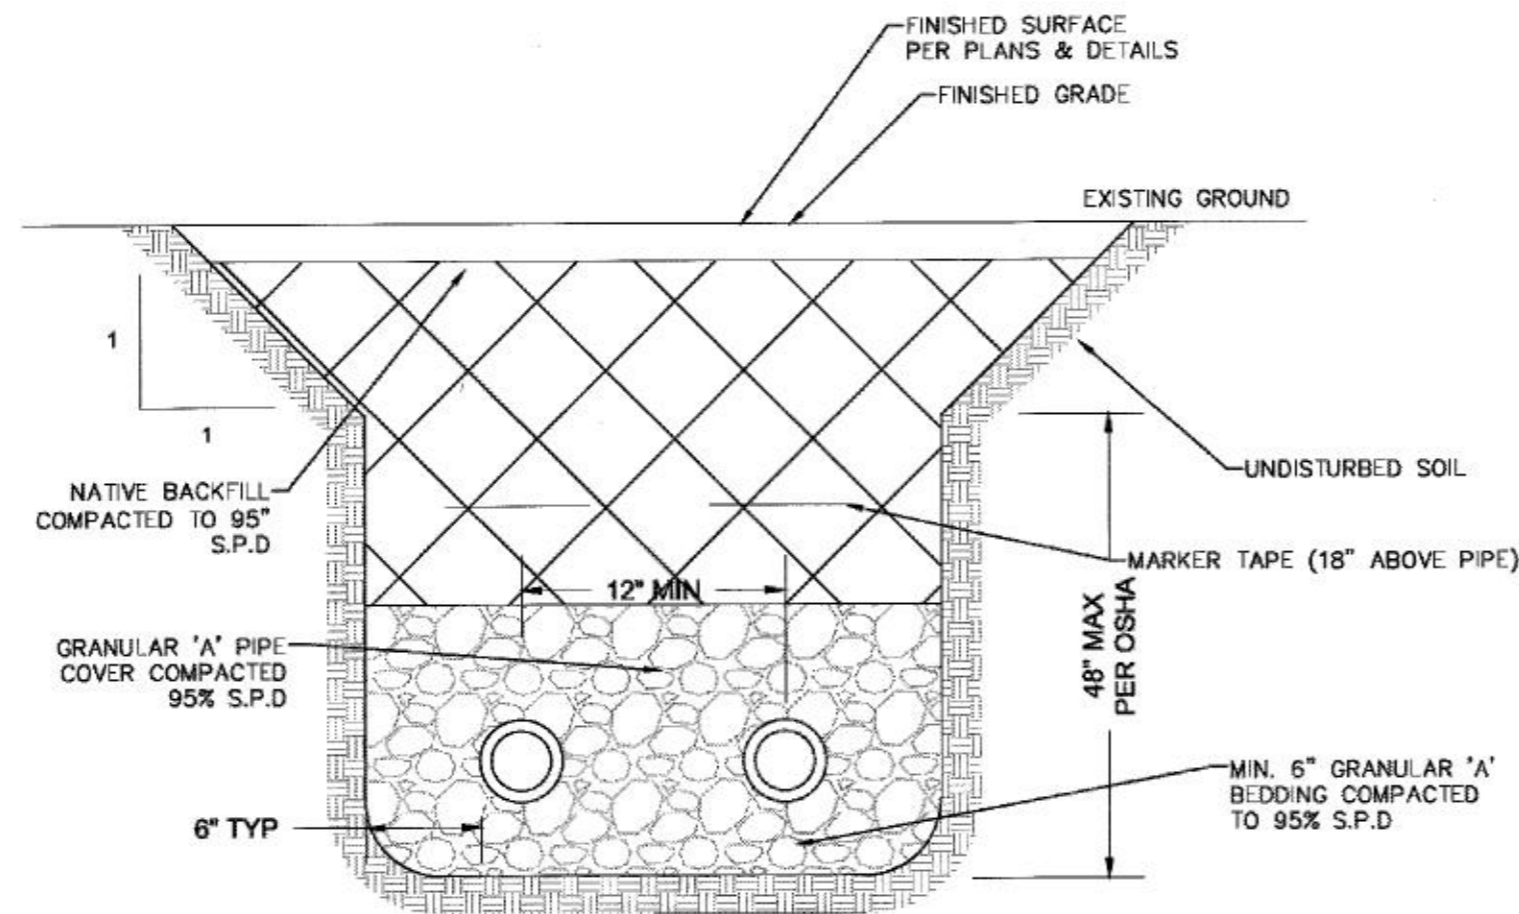 FINISHED SURFACE
PER PLANS & DETAILS
FINISHED GRADE
EXISTING GROUND
1
1
NATIVE BACKFILL
COMPACTED TO 95"
S.P.D
UNDISTURBED SOIL
MARKER TAPE (18" ABOVE PIPE)
12" MIN
GRANULAR 'A' PIPE
COVER COMPACTED
95% S.P.D
48" MAX
PER OSHA
MIN. 6" GRANULAR 'A'
BEDDING COMPACTED
TO 95% S.P.D
6" TYP